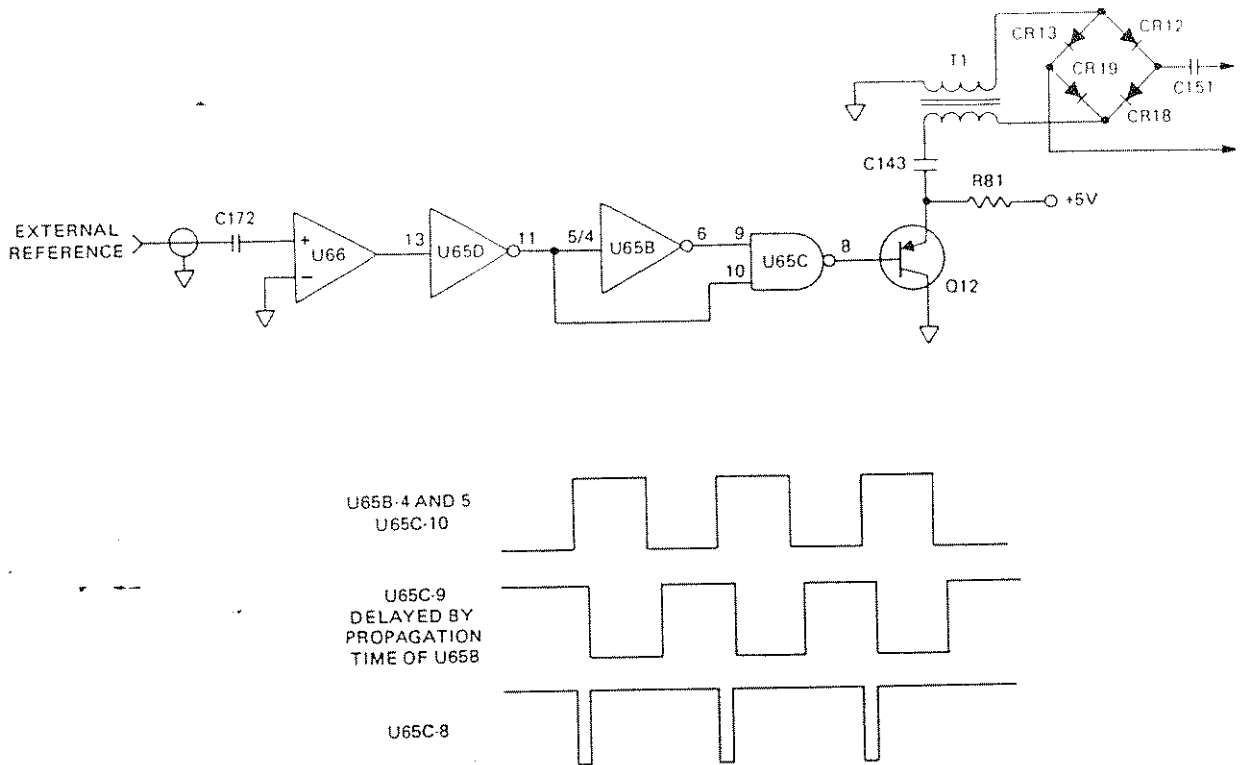 CR13
CR12
T1
CR19
C151
CR18
C143
R81
+5V
EXTERNAL
REFERENCE
C172
+
U66
−
13
U65D
11
5/4
U65B
6
9
10
U65C
8
Q12
U65B-4 AND 5
U65C-10
U65C-9
DELAYED BY
PROPAGATION
TIME OF U65B
U65C-8